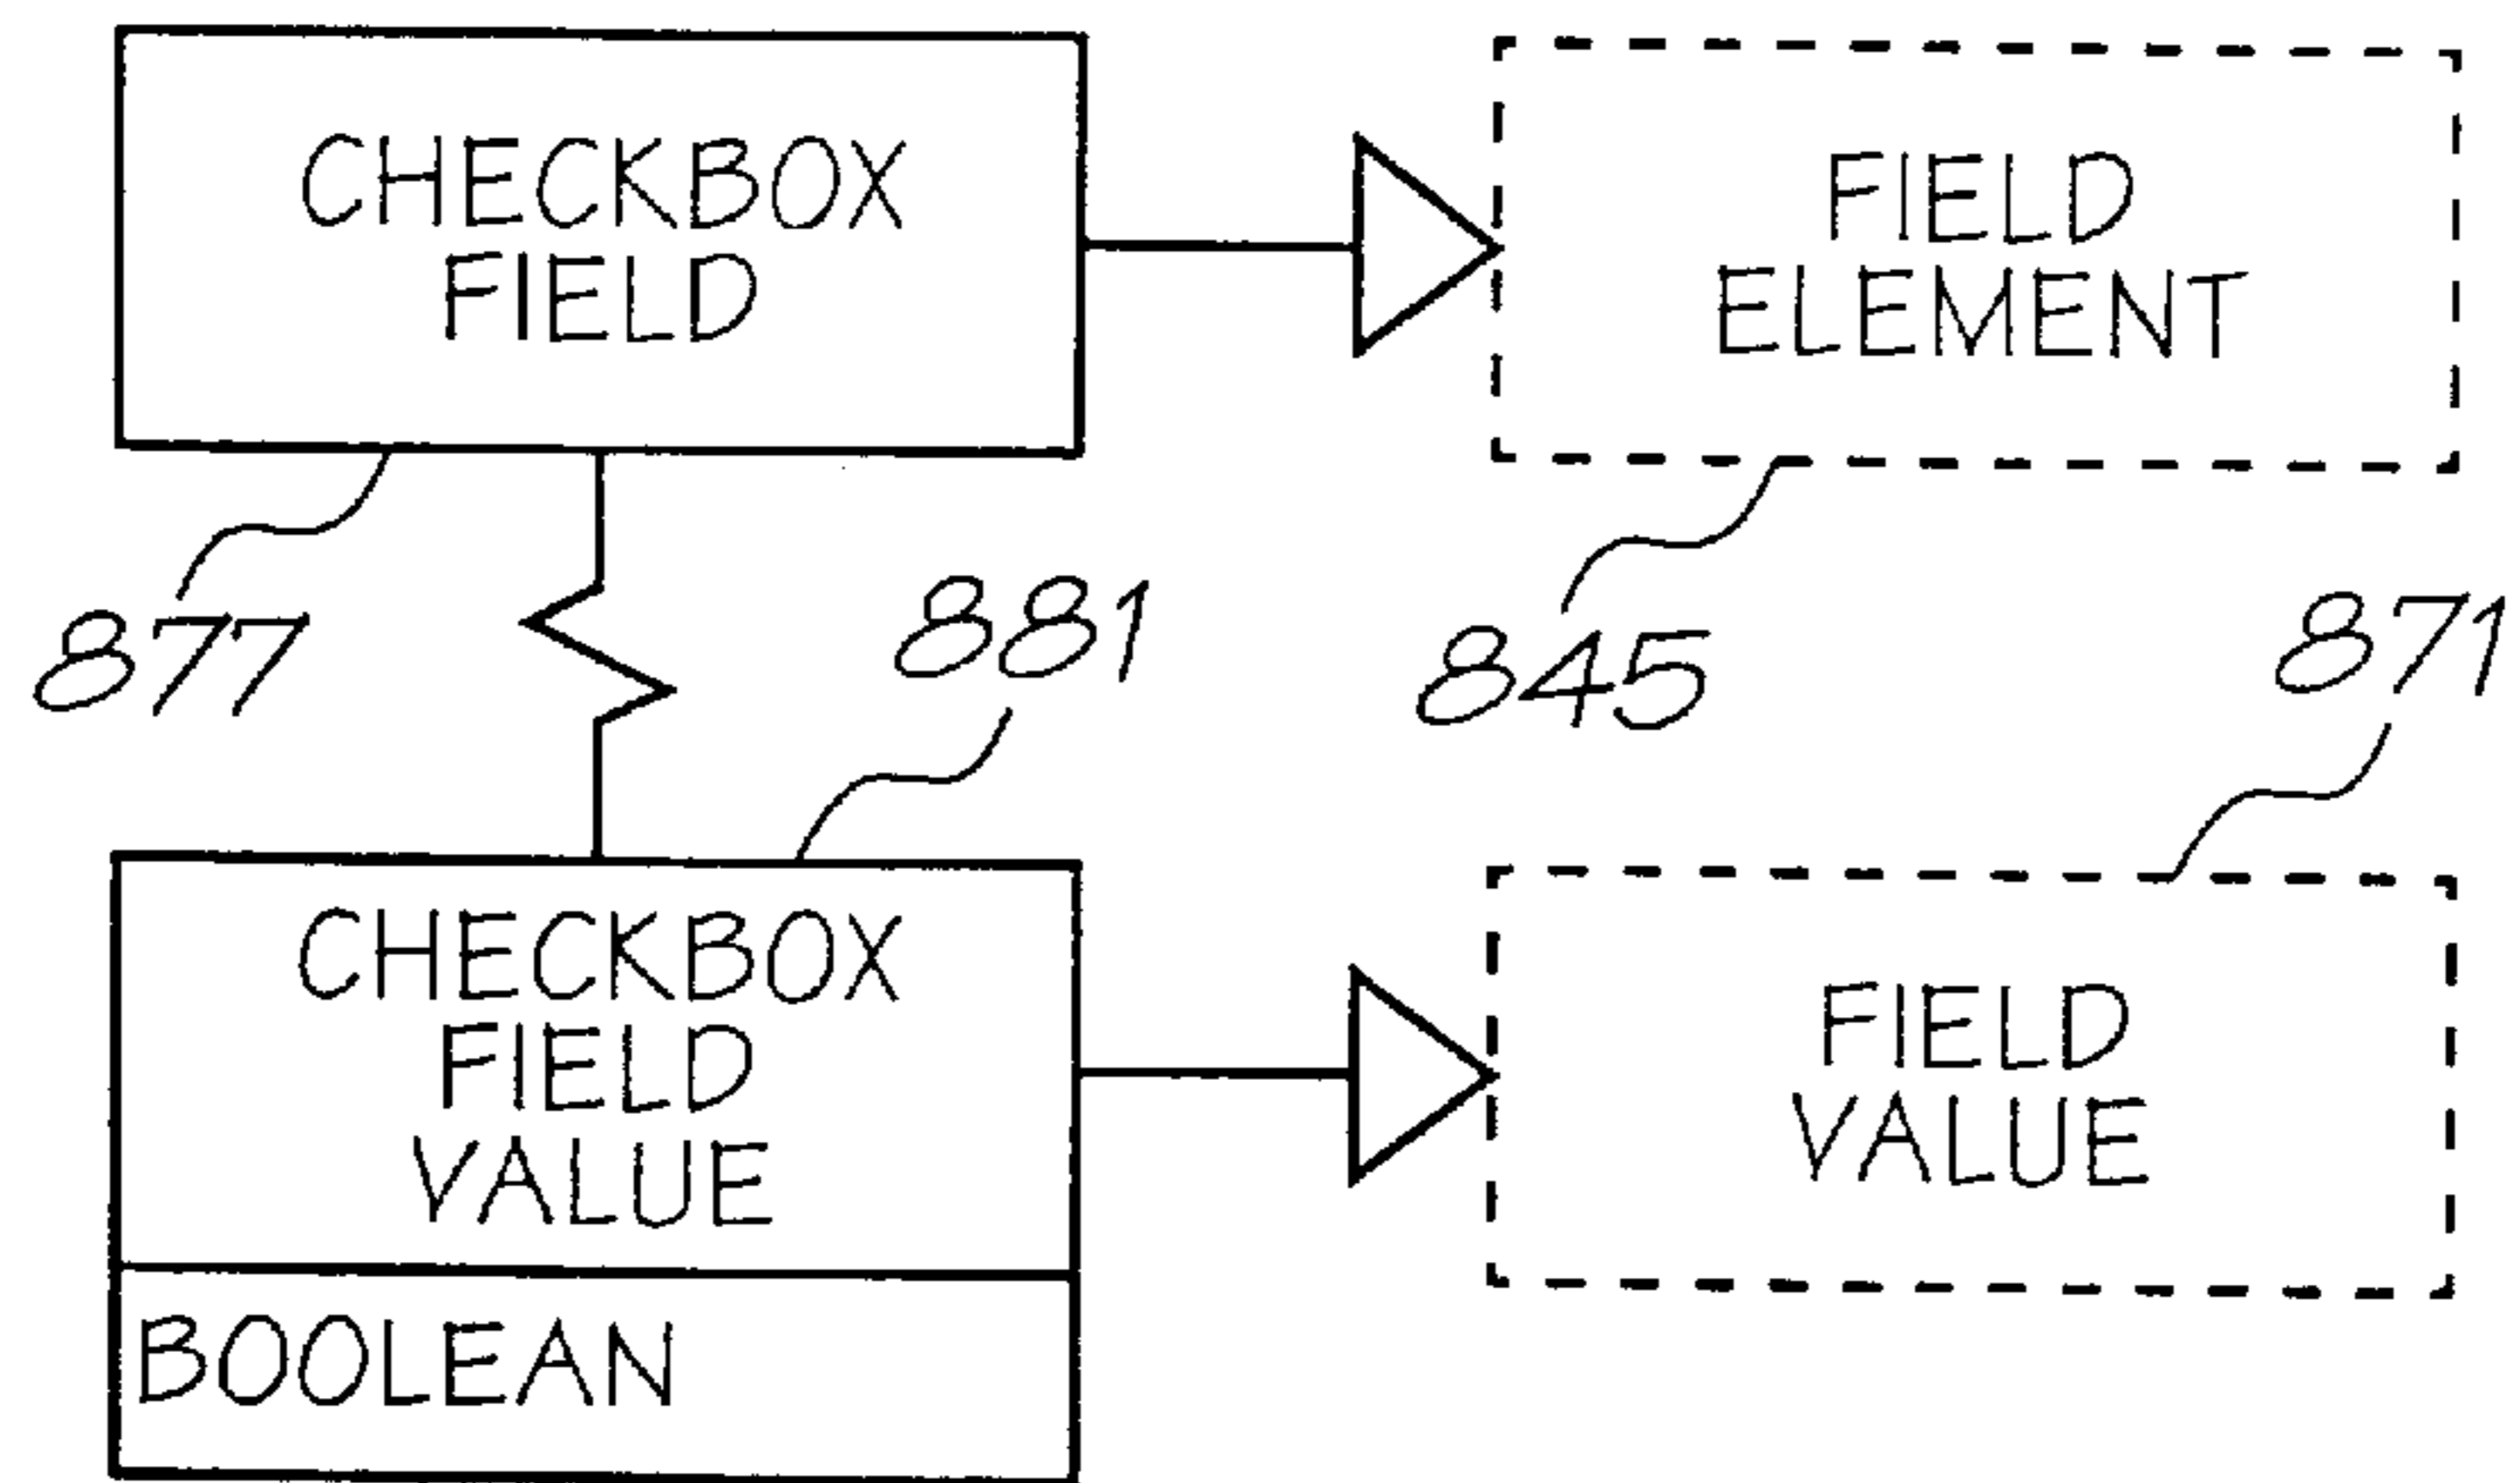 CHECKBOX
FIELD
FIELD
ELEMENT
877
881
845
871
CHECKBOX
FIELD
VALUE
BOOLEAN
FIELD
VALUE